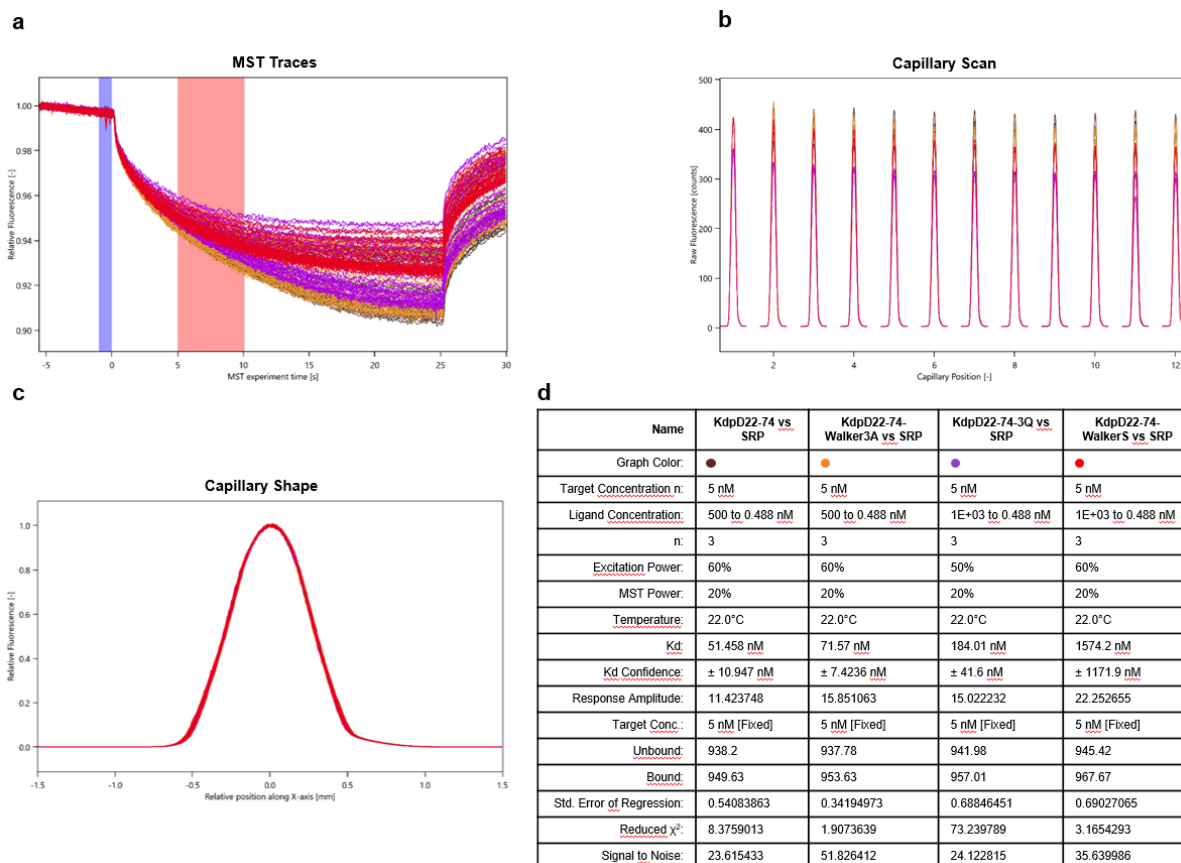 a
MST Traces
1.00
0.98
0.96
0.94
0.92
0.90
Relative Fluorescence [-]
-5 0 5 10 15 20 25 30
MST experiment time [s]
b
Capillary Scan
500
400
300
200
100
0
Raw Fluorescence [counts]
2 4 6 8 10 12
Capillary Position [-]
c
Capillary Shape
1.0
0.8
0.6
0.4
0.2
0.0
Relative Fluorescence [-]
-1.5 -1.0 -0.5 0.0 0.5 1.0 1.5
Relative position along X-axis [mm]
d
Name KdpD22-74 vs SRP KdpD22-74-Walker3A vs SRP KdpD22-74-3Q vs SRP KdpD22-74-WalkerS vs SRP
Graph Color:
Target Concentration n: 5 nM 5 nM 5 nM 5 nM
Ligand Concentration: 500 to 0.488 nM 500 to 0.488 nM 1E+03 to 0.488 nM 1E+03 to 0.488 nM
n: 3 3 3 3
Excitation Power: 60% 60% 50% 60%
MST Power: 20% 20% 20% 20%
Temperature: 22.0°C 22.0°C 22.0°C 22.0°C
Kd: 51.458 nM 71.57 nM 184.01 nM 1574.2 nM
Kd Confidence: ± 10.947 nM ± 7.4236 nM ± 41.6 nM ± 1171.9 nM
Response Amplitude: 11.423748 15.851063 15.022232 22.252655
Target Conc.: 5 nM [Fixed] 5 nM [Fixed] 5 nM [Fixed] 5 nM [Fixed]
Unbound: 938.2 937.78 941.98 945.42
Bound: 949.63 953.63 957.01 967.67
Std. Error of Regression: 0.54083863 0.34194973 0.68846451 0.69027065
Reduced χ²: 8.3759013 1.9073639 73.239789 3.1654293
Signal to Noise: 23.615433 51.826412 24.122815 35.639986